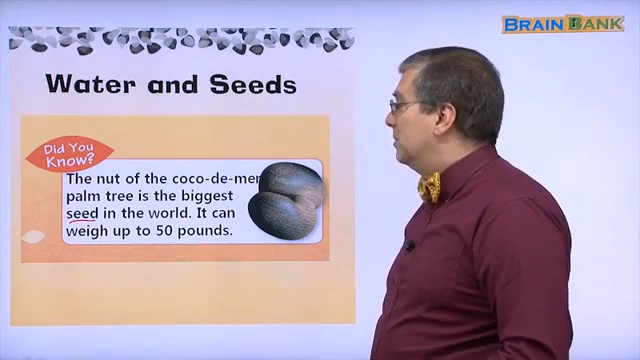 BRAIN BANK
Water and Seeds
Did You
Know?
The nut of the coco-de-mer
palm tree is the biggest
seed in the world. It can
weigh up to 50 pounds.